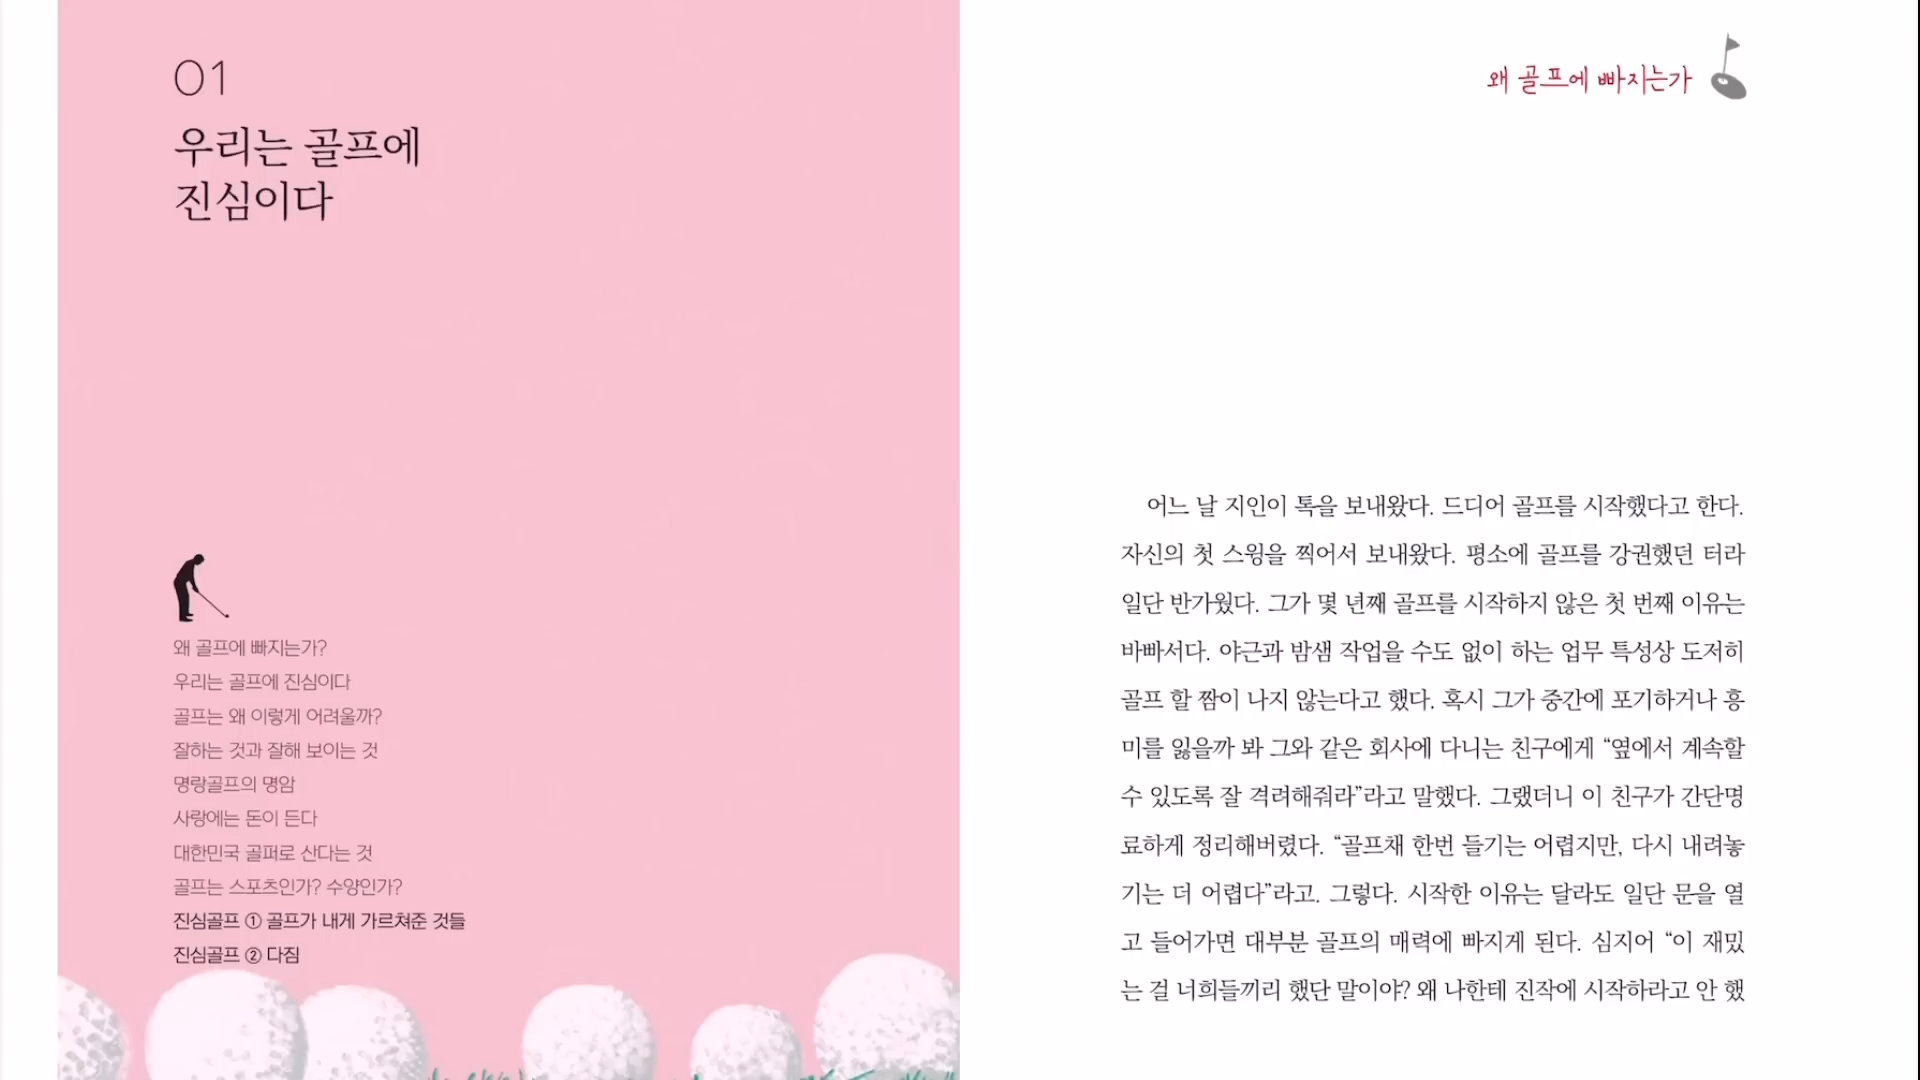 01
우리는 골프에
진심이다
왜 골프에 빠지는가?
우리는 골프에 진심이다
골프는 왜 이렇게 어려울까?
잘하는 것과 잘해 보이는 것
명랑골프의 명암
사랑에는 돈이 든다
대한민국 골퍼로 산다는 것
골프는 스포츠인가? 수양인가?
진심골프 ① 골프가 내게 가르쳐준 것들
진심골프 ② 다짐
왜 골프에 빠지는가
어느 날 지인이 톡을 보내왔다. 드디어 골프를 시작했다고 한다.
자신의 첫 스윙을 찍어서 보내왔다. 평소에 골프를 강권했던 터라
일단 반가웠다. 그가 몇 년째 골프를 시작하지 않은 첫 번째 이유는
바빠서다. 야근과 밤샘 작업을 수도 없이 하는 업무 특성상 도저히
골프 할 짬이 나지 않는다고 했다. 혹시 그가 중간에 포기하거나 흥
미를 잃을까 봐 그와 같은 회사에 다니는 친구에게 “옆에서 계속할
수 있도록 잘 격려해줘라”라고 말했다. 그랬더니 이 친구가 간단명
료하게 정리해버렸다. “골프채 한번 들기는 어렵지만, 다시 내려놓
기는 더 어렵다”라고. 그렇다. 시작한 이유는 달라도 일단 문을 열
고 들어가면 대부분 골프의 매력에 빠지게 된다. 심지어 “이 재밌
는 걸 너희들끼리 했단 말이야? 왜 나한테 진작에 시작하라고 안 했